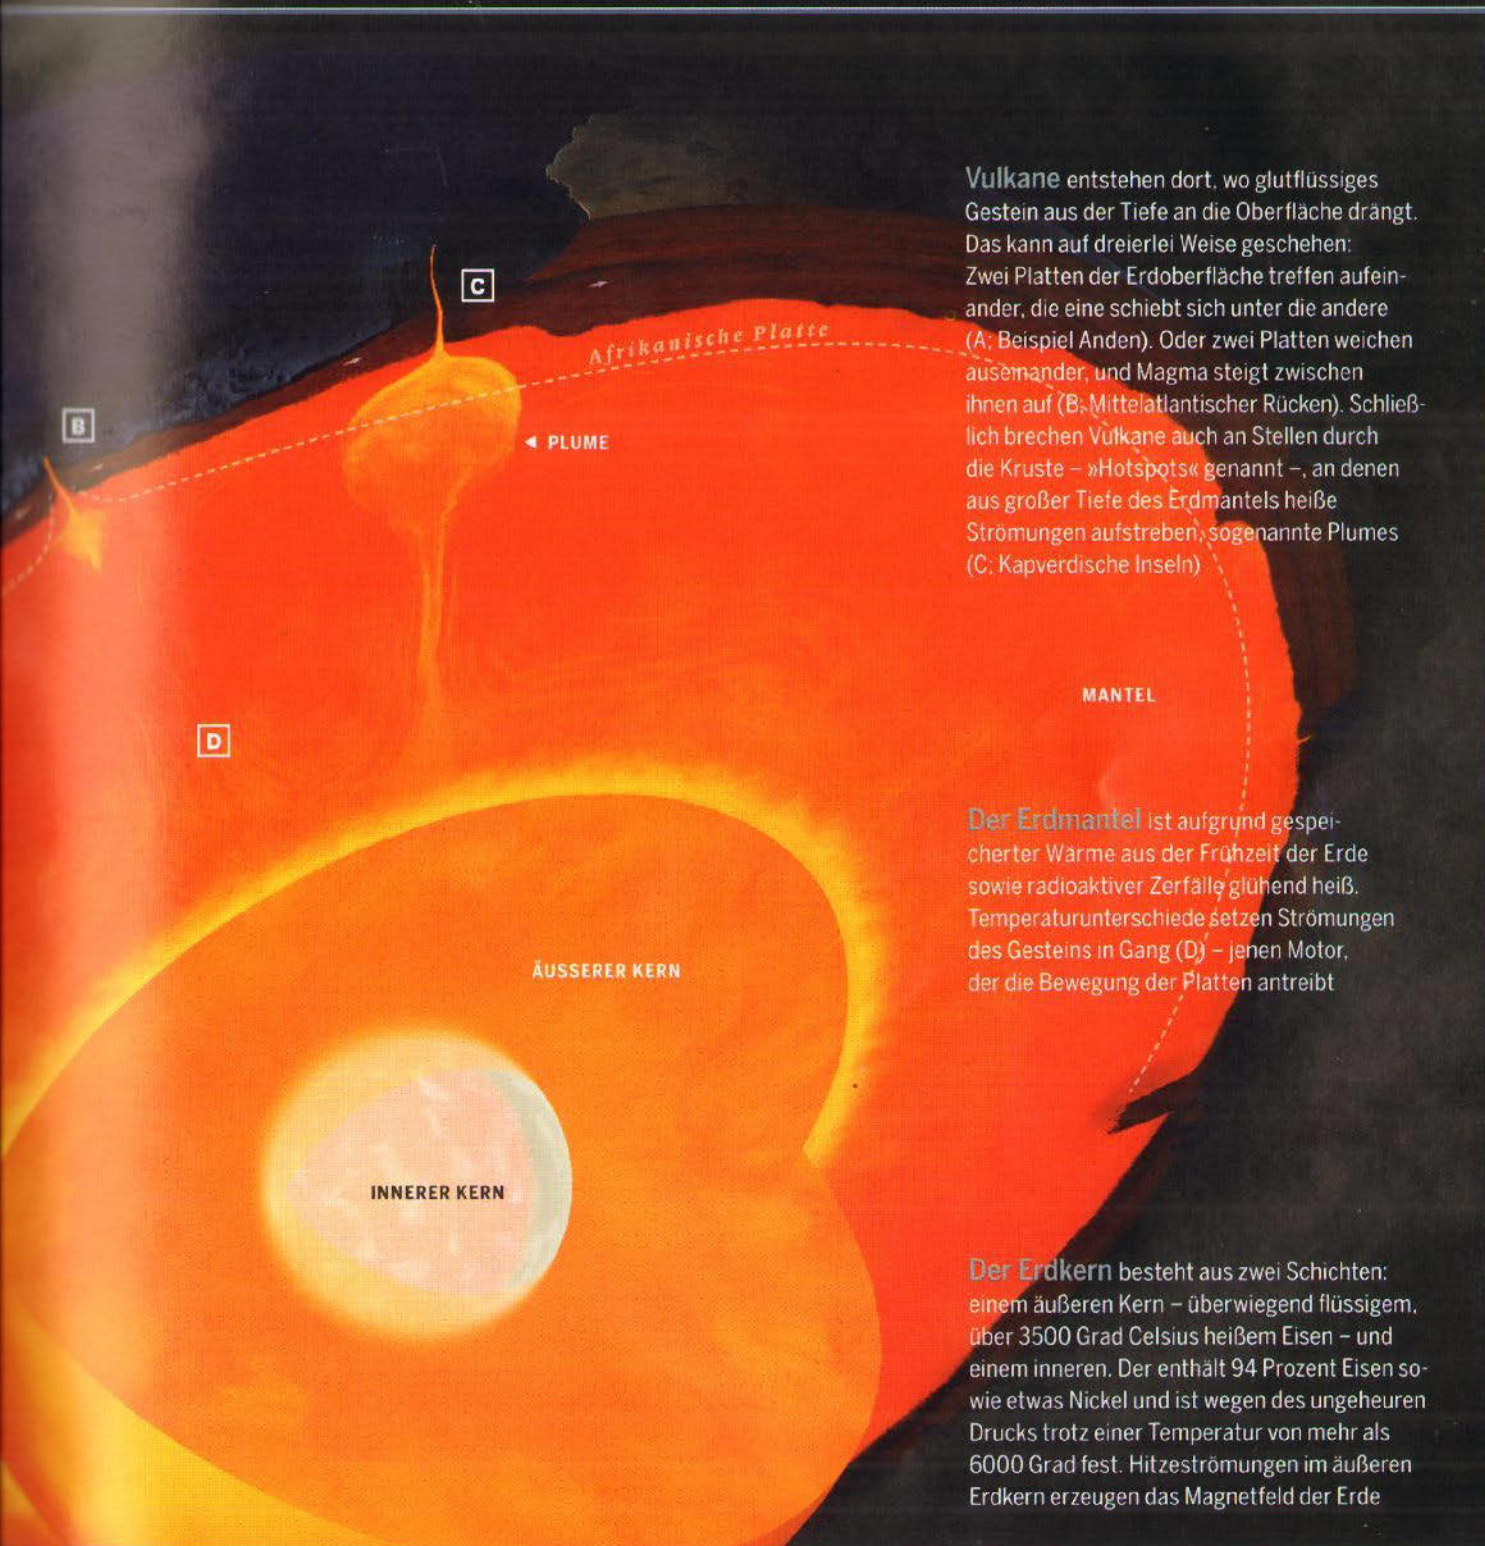 Vulkane entstehen dort, wo glutflüssiges
Gestein aus der Tiefe an die Oberfläche drängt.
Das kann auf dreierlei Weise geschehen:
Zwei Platten der Erdoberfläche treffen aufein-
ander, die eine schiebt sich unter die andere
(A; Beispiel Anden). Oder zwei Platten weichen
auseinander, und Magma steigt zwischen
ihnen auf (B; Mittelatlantischer Rücken). Schließ-
lich brechen Vulkane auch an Stellen durch
die Kruste – »Hotspots« genannt –, an denen
aus großer Tiefe des Erdmantels heiße
Strömungen aufstreben, sogenannte Plumes
(C; Kapverdische Inseln)
C
Afrikanische Platte
B
◄ PLUME
MANTEL
D
Der Erdmantel ist aufgrund gespei-
cherter Wärme aus der Frühzeit der Erde
sowie radioaktiver Zerfälle glühend heiß.
Temperaturunterschiede setzen Strömungen
des Gesteins in Gang (D) – jenen Motor,
der die Bewegung der Platten antreibt
ÄUSSERER KERN
INNERER KERN
Der Erdkern besteht aus zwei Schichten:
einem äußeren Kern – überwiegend flüssigem,
über 3500 Grad Celsius heißem Eisen – und
einem inneren. Der enthält 94 Prozent Eisen so-
wie etwas Nickel und ist wegen des ungeheuren
Drucks trotz einer Temperatur von mehr als
6000 Grad fest. Hitzeströmungen im äußeren
Erdkern erzeugen das Magnetfeld der Erde